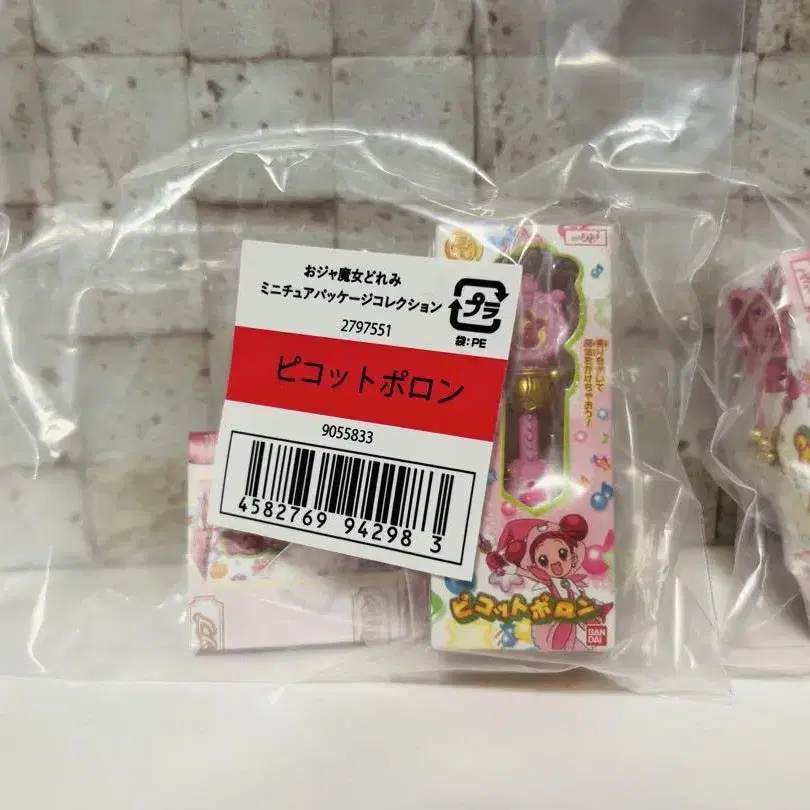 おジャ魔女どれみ
ミニチュアパッケージコレクション
プラ
袋:PE
2797551
ピコットポロン
9055833
4582769 94298 3
ピコットポロン
BAN
DAI